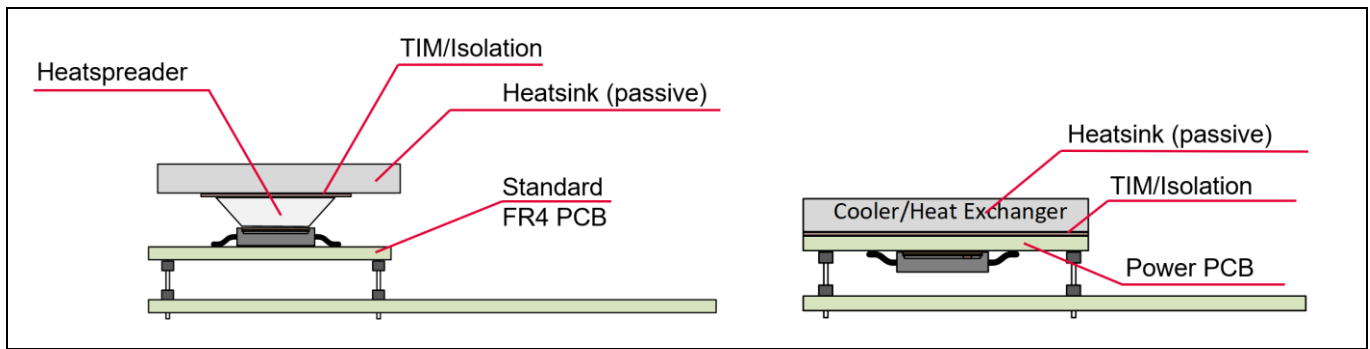 TIM/Isolation
Heatspreader
Heatsink (passive)
Standard
FR4 PCB
Heatsink (passive)
TIM/Isolation
Cooler/Heat Exchanger
Power PCB